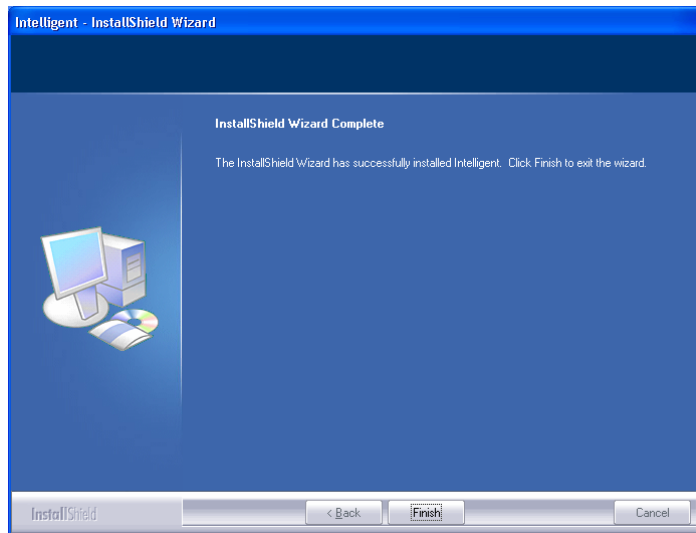 Intelligent - InstallShield Wizard
InstallShield Wizard Complete
The InstallShield Wizard has successfully installed Intelligent. Click Finish to exit the wizard.
InstallShield
< Back
Finish
Cancel